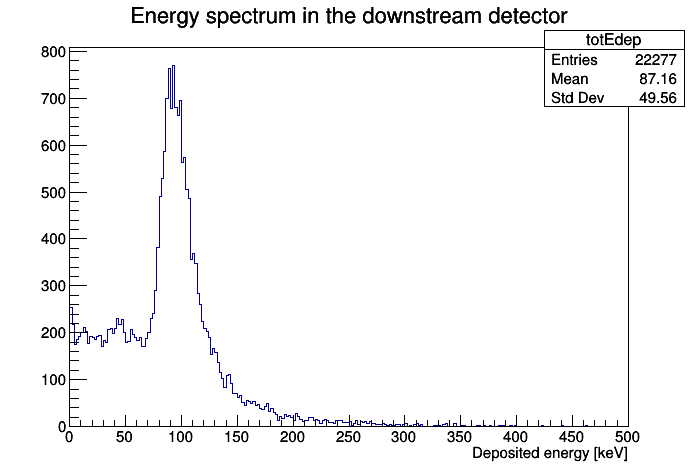 Energy spectrum in the downstream detector
totEdep
Entries 22277
Mean 87.16
Std Dev 49.56
800
700
600
500
400
300
200
100
0
0 50 100 150 200 250 300 350 400 450 500
Deposited energy [keV]